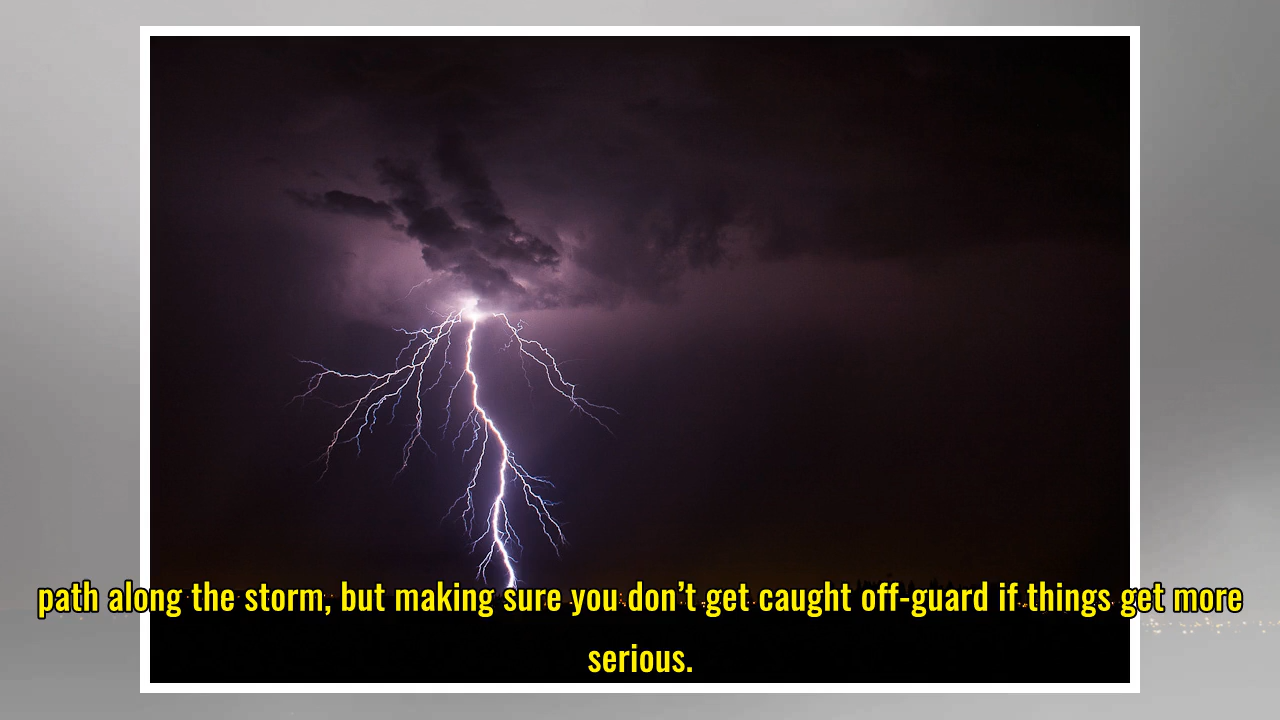 path along the storm, but making sure you don’t get caught off-guard if things get more
serious.